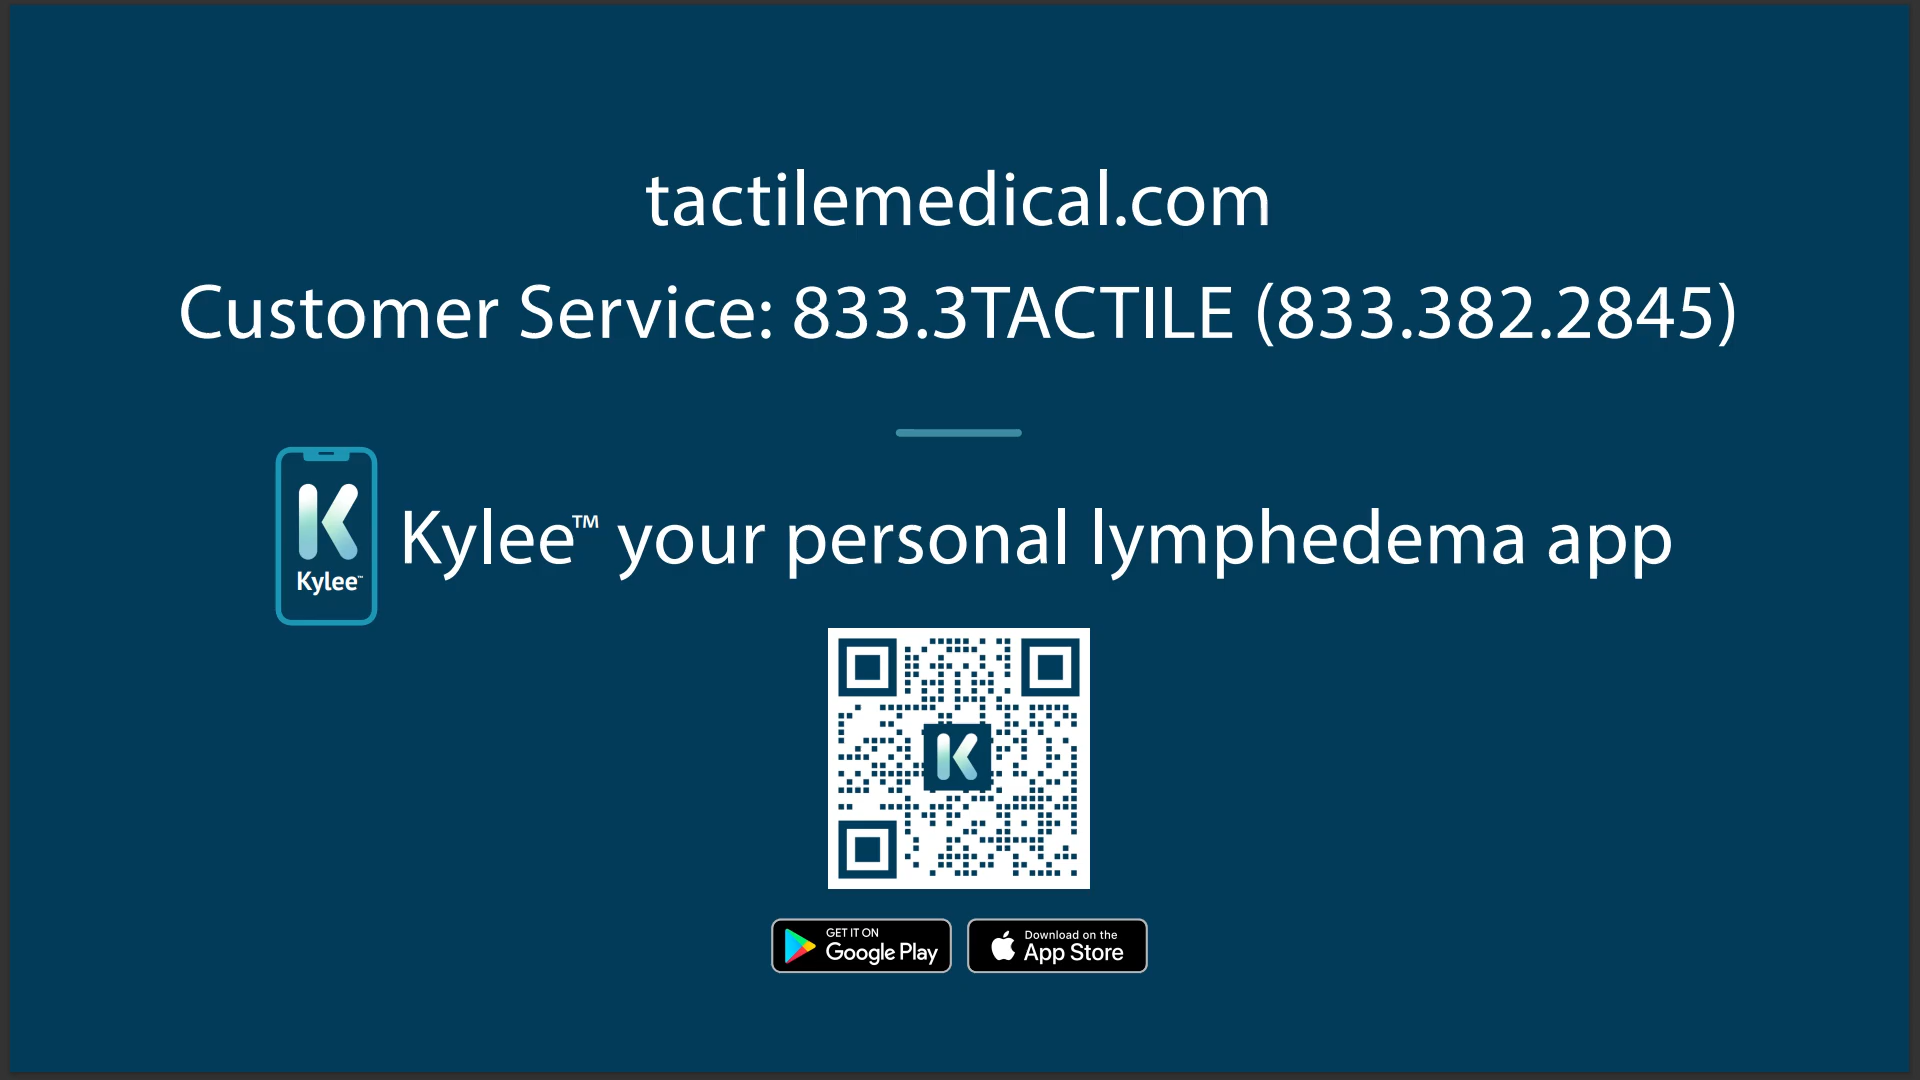 tactilemedical.com
Customer Service: 833.3TACTILE (833.382.2845)
Kylee™
Kylee™ your personal lymphedema app
GET IT ON
Google Play
Download on the
App Store